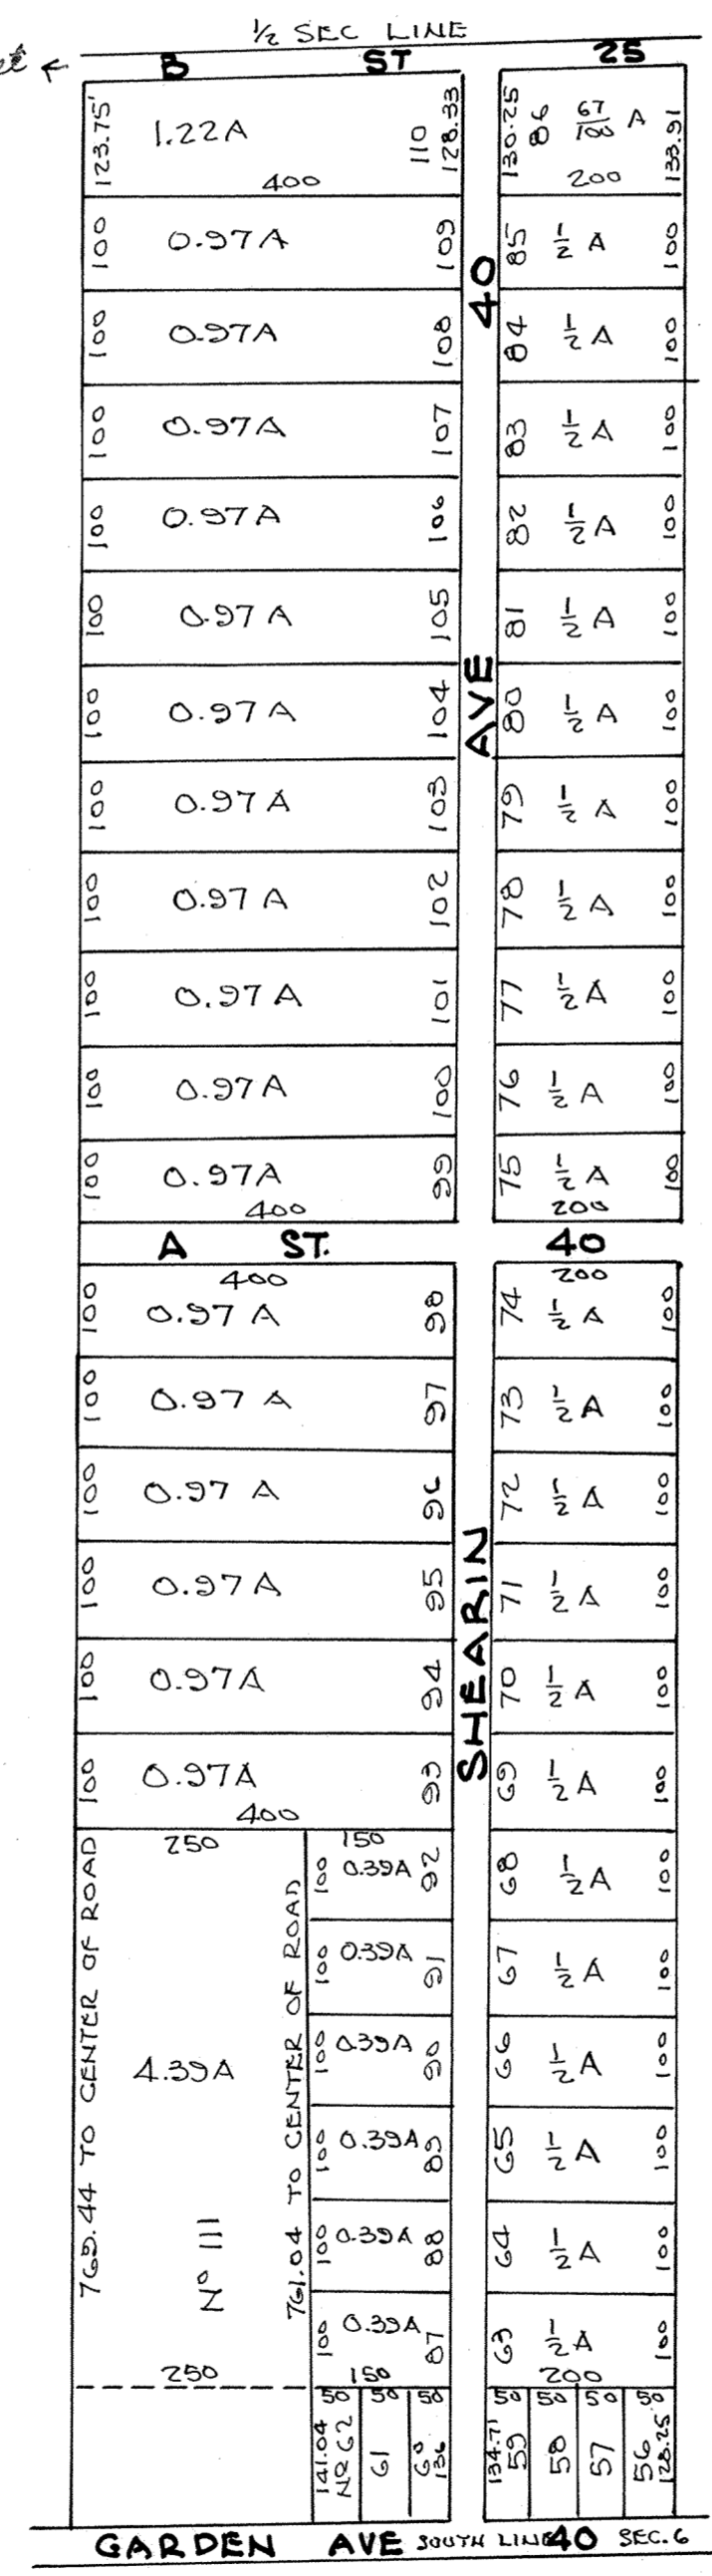 ½ SEC LINE
B ST 25
123.75' 1.22A 110 128.33 130.25 86 67/100 A 133.91
400 200
100 0.97A 109 85 ½ A 100
40
100 0.97A 108 84 ½ A 100
100 0.97A 107 83 ½ A 100
100 0.97A 106 82 ½ A 100
100 0.97A 105 81 ½ A 100
AVE
100 0.97A 104 80 ½ A 100
100 0.97A 103 79 ½ A 100
100 0.97A 102 78 ½ A 100
100 0.97A 101 77 ½ A 100
100 0.97A 100 76 ½ A 100
100 0.97A 99 75 ½ A 100
400 200
A ST. 40
400 200
100 0.97A 98 74 ½ A 100
100 0.97A 97 73 ½ A 100
100 0.97A 96 72 ½ A 100
SHEARIN
100 0.97A 95 71 ½ A 100
100 0.97A 94 70 ½ A 100
100 0.97A 93 69 ½ A 100
400
250 150
769.44 TO CENTER OF ROAD
4.39A
Nº 111
761.04 TO CENTER OF ROAD
100 0.39A 92 68 ½ A 100
100 0.39A 91 67 ½ A 100
100 0.39A 90 66 ½ A 100
100 0.39A 89 65 ½ A 100
100 0.39A 88 64 ½ A 100
100 0.39A 87 63 ½ A 100
250 150 200
50 50 50 50 50 50 50
141.04 Nº 62 61 60 136 134.71 59 58 57 56 128.25
GARDEN AVE SOUTH LINE 40 SEC. 6